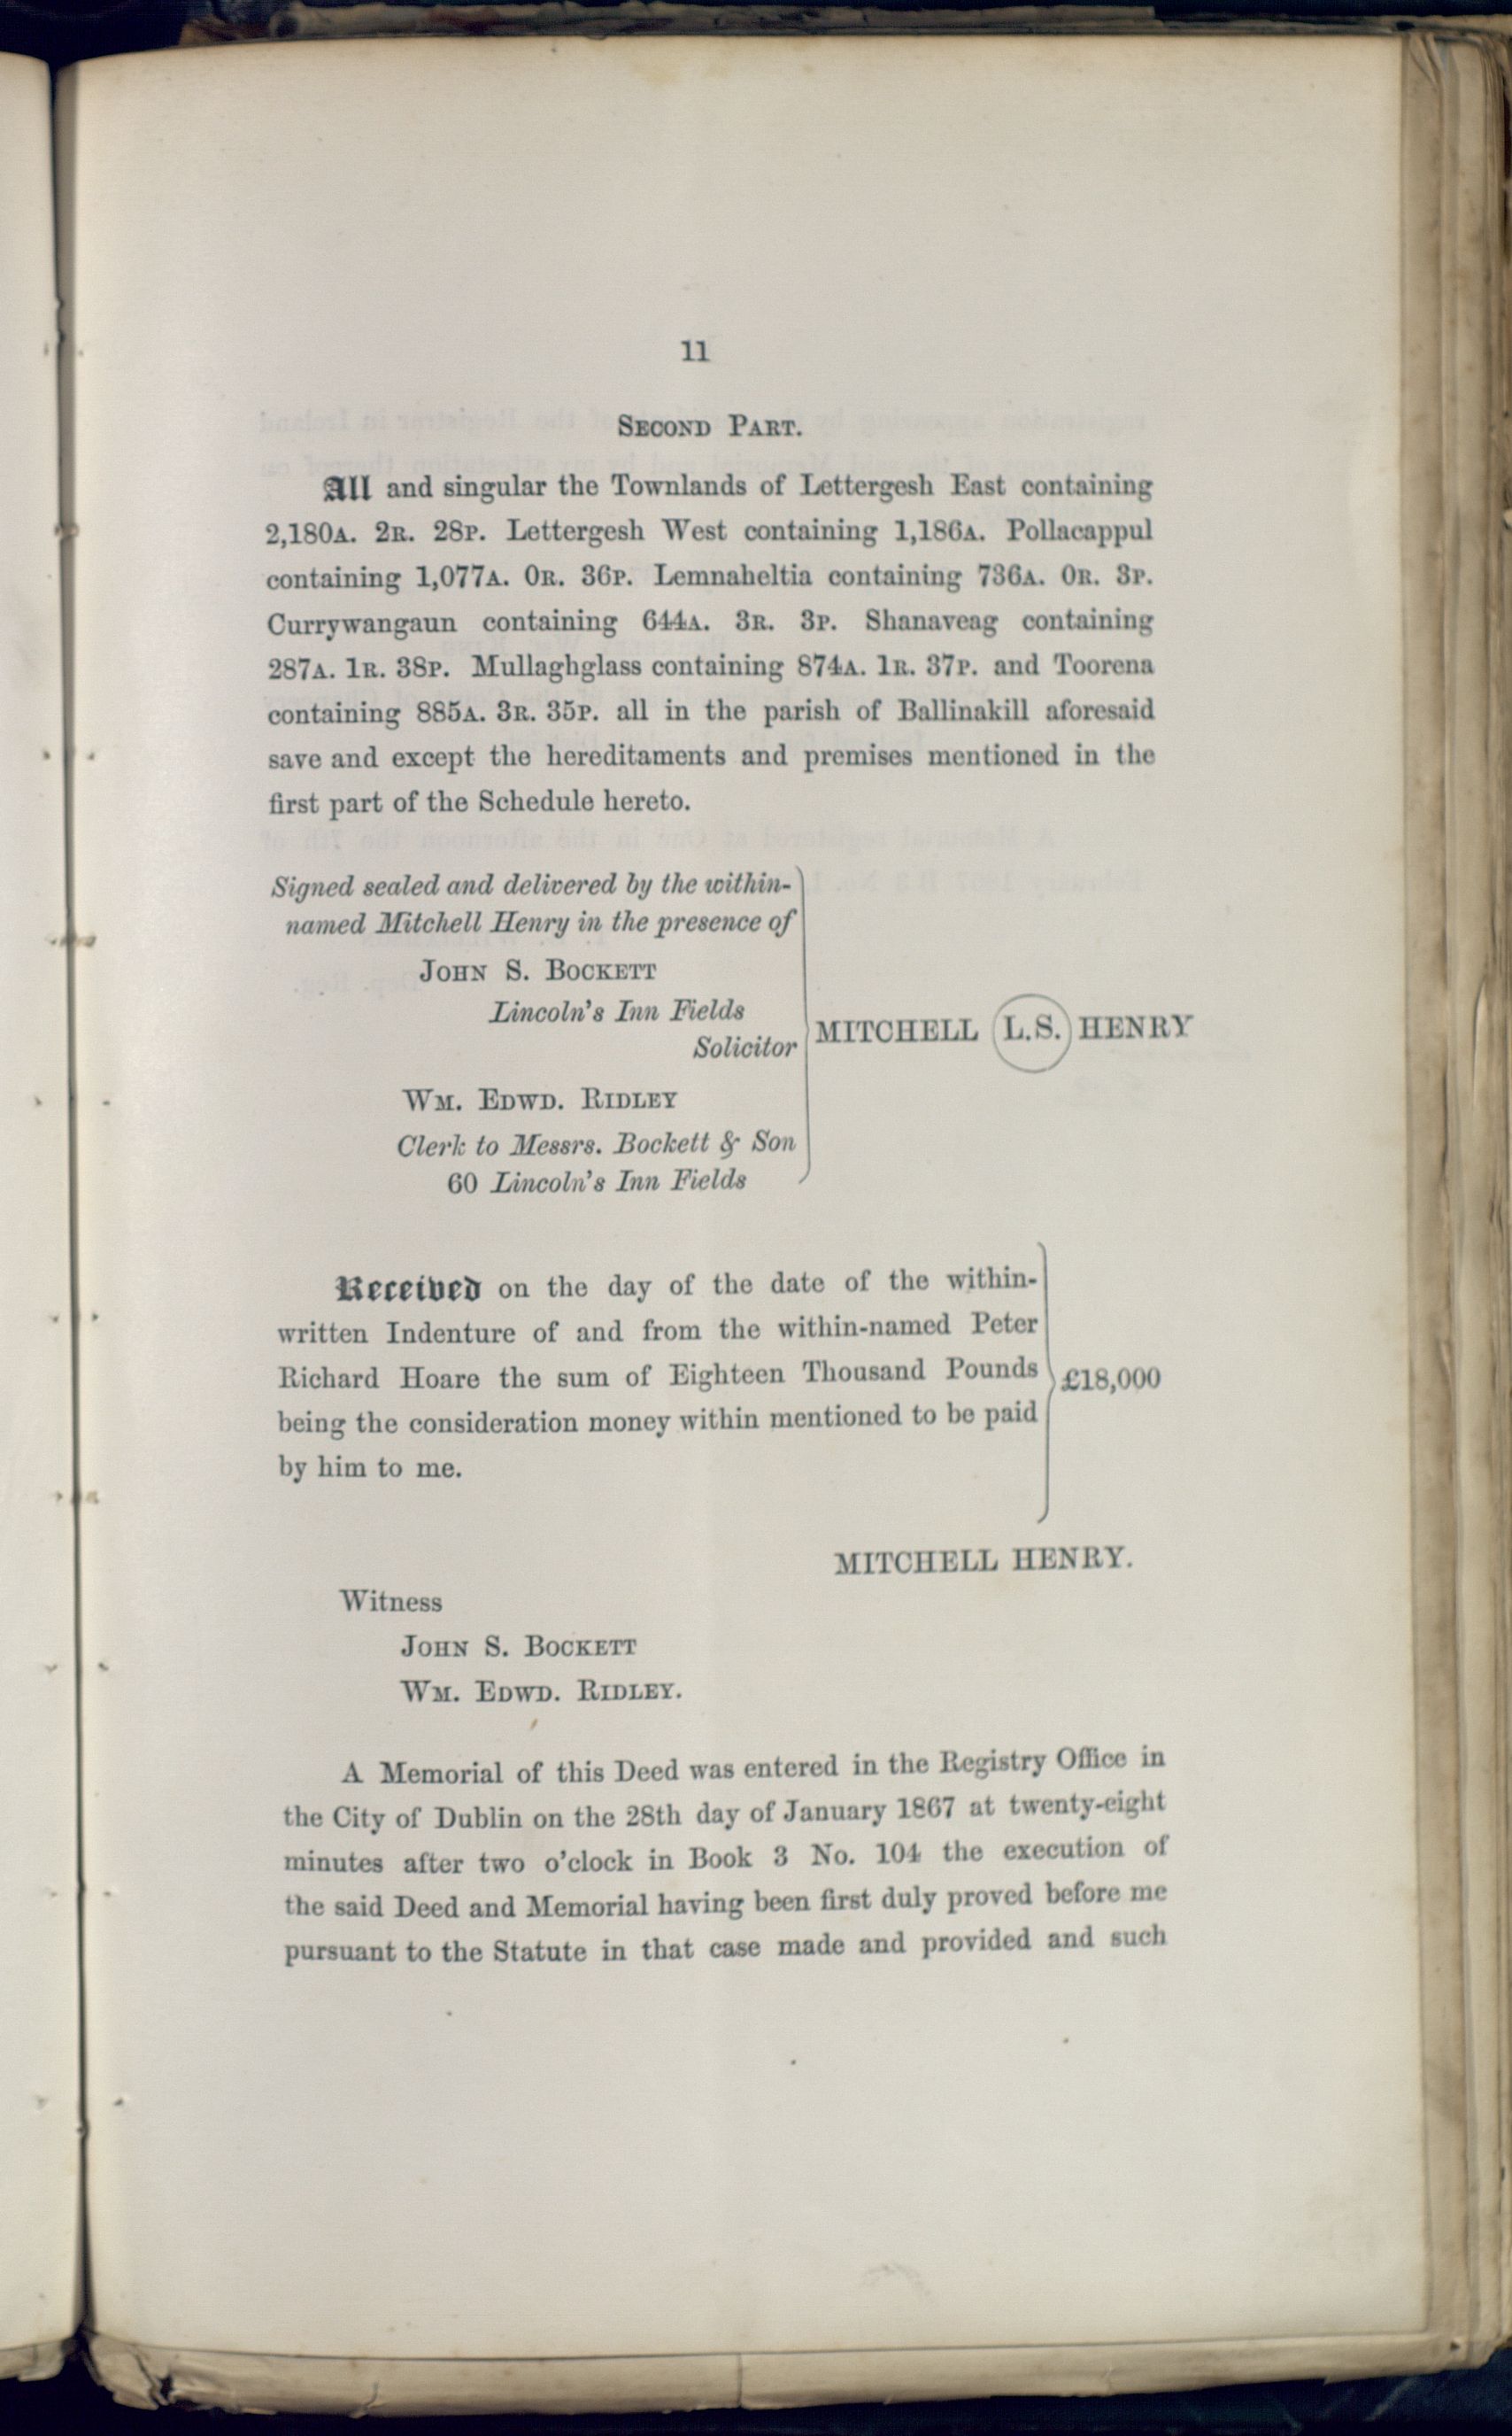 11
SECOND PART.
All and singular the Townlands of Lettergesh East containing
2,180A. 2R. 28P. Lettergesh West containing 1,186A. Pollacappul
containing 1,077A. 0R. 36P. Lemnaheltia containing 736A. 0R. 3P.
Currywangaun containing 644A. 3R. 3P. Shanaveag containing
287A. 1R. 38P. Mullaghglass containing 874A. 1R. 37P. and Toorena
containing 885A. 3R. 35P. all in the parish of Ballinakill aforesaid
save and except the hereditaments and premises mentioned in the
first part of the Schedule hereto.
Signed sealed and delivered by the within-
named Mitchell Henry in the presence of
JOHN S. BOCKETT
Lincoln's Inn Fields
Solicitor
MITCHELL L.S. HENRY
WM. EDWD. RIDLEY
Clerk to Messrs. Bockett & Son
60 Lincoln's Inn Fields
Received on the day of the date of the within-
written Indenture of and from the within-named Peter
Richard Hoare the sum of Eighteen Thousand Pounds
£18,000
being the consideration money within mentioned to be paid
by him to me.
MITCHELL HENRY.
Witness
JOHN S. BOCKETT
WM. EDWD. RIDLEY.
A Memorial of this Deed was entered in the Registry Office in
the City of Dublin on the 28th day of January 1867 at twenty-eight
minutes after two o'clock in Book 3 No. 104 the execution of
the said Deed and Memorial having been first duly proved before me
pursuant to the Statute in that case made and provided and such